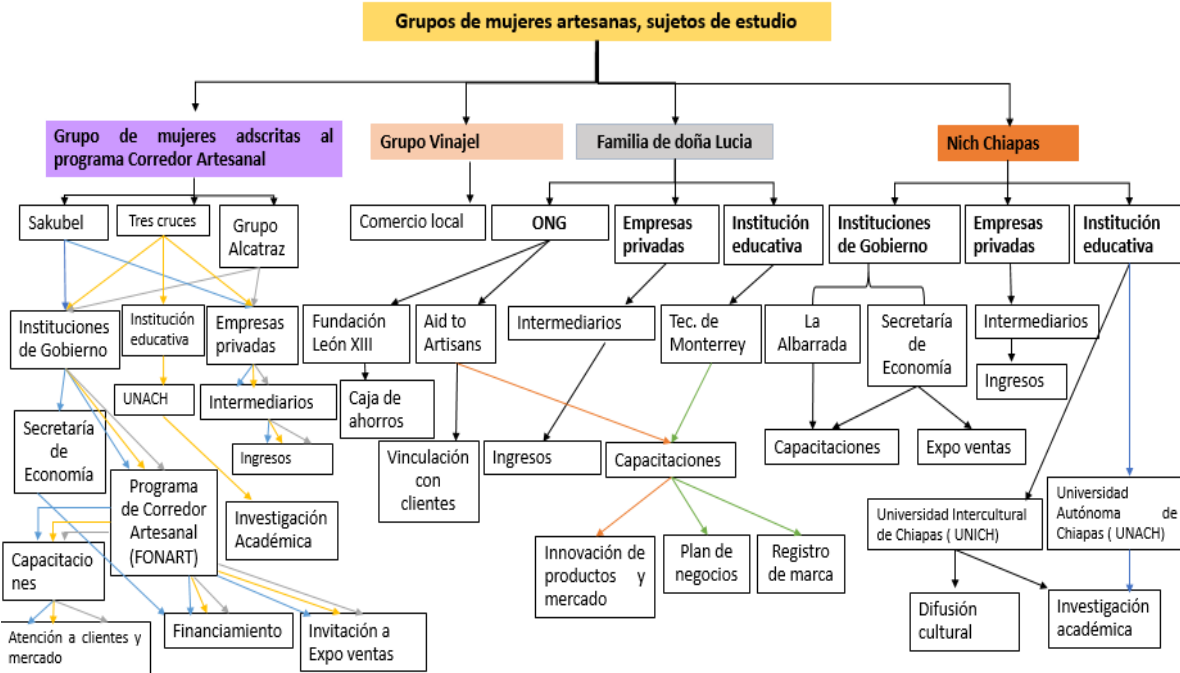 Grupos de mujeres artesanas, sujetos de estudio
Grupo de mujeres adscritas al
programa Corredor Artesanal
Grupo Vinajel
Familia de doña Lucia
Nich Chiapas
Sakubel
Tres cruces
Grupo
Alcatraz
Comercio local
ONG
Empresas
privadas
Institución
educativa
Instituciones
de Gobierno
Empresas
privadas
Institución
educativa
Instituciones
de Gobierno
Institución
educativa
Empresas
privadas
Fundación
León XIII
Aid to
Artisans
Intermediarios
Tec. de
Monterrey
La
Albarrada
Secretaría
de
Economía
Intermediarios
Ingresos
UNACH
Intermediarios
Caja de
ahorros
Secretaría
de
Economía
Ingresos
Vinculación
con
clientes
Ingresos
Capacitaciones
Capacitaciones
Expo ventas
Programa
de Corredor
Artesanal
(FONART)
Investigación
Académica
Universidad Intercultural
de Chiapas ( UNICH)
Universidad
Autónoma de
Chiapas ( UNACH)
Capacitacio
nes
Innovación de
productos y
mercado
Plan de
negocios
Registro
de marca
Difusión
cultural
Investigación
académica
Atención a clientes y
mercado
Financiamiento
Invitación a
Expo ventas